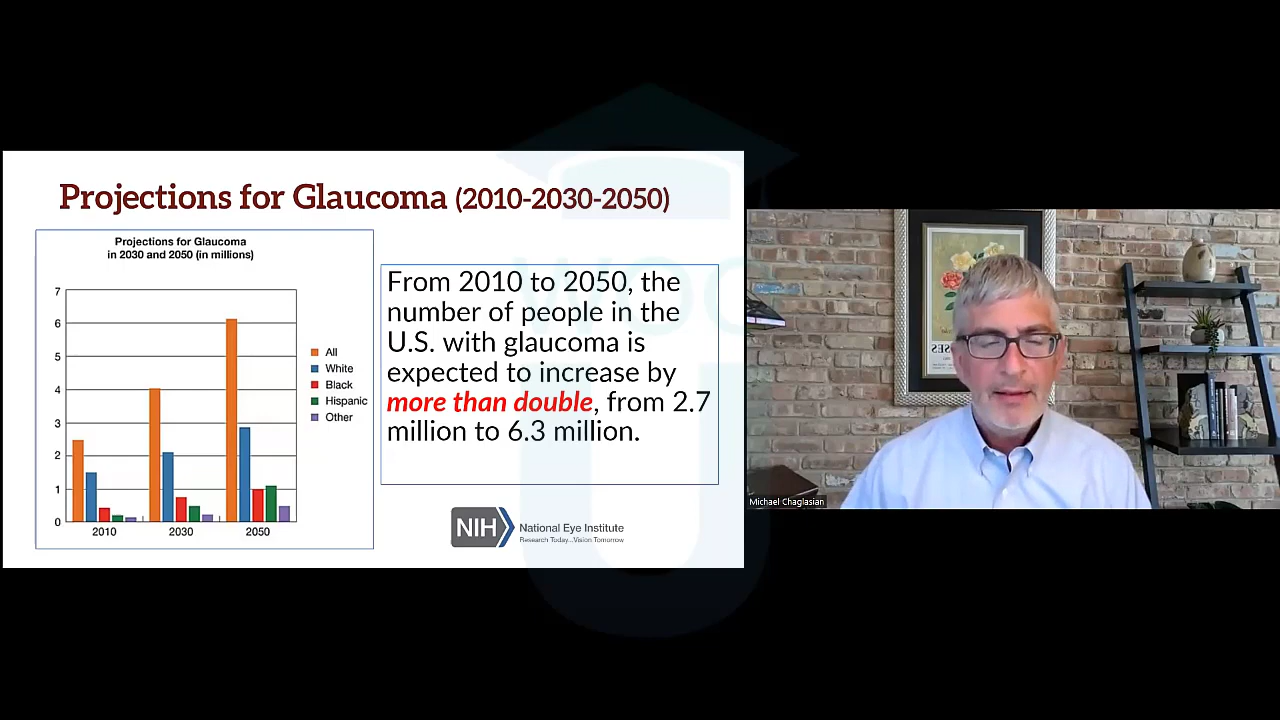 Projections for Glaucoma (2010-2030-2050)
Projections for Glaucoma
in 2030 and 2050 (in millions)
7
6
5
4
3
2
1
0
2010
2030
2050
All
White
Black
Hispanic
Other
From 2010 to 2050, the
number of people in the
U.S. with glaucoma is
expected to increase by
more than double, from 2.7
million to 6.3 million.
NIH
National Eye Institute
Research Today...Vision Tomorrow
Michael Chaglasian